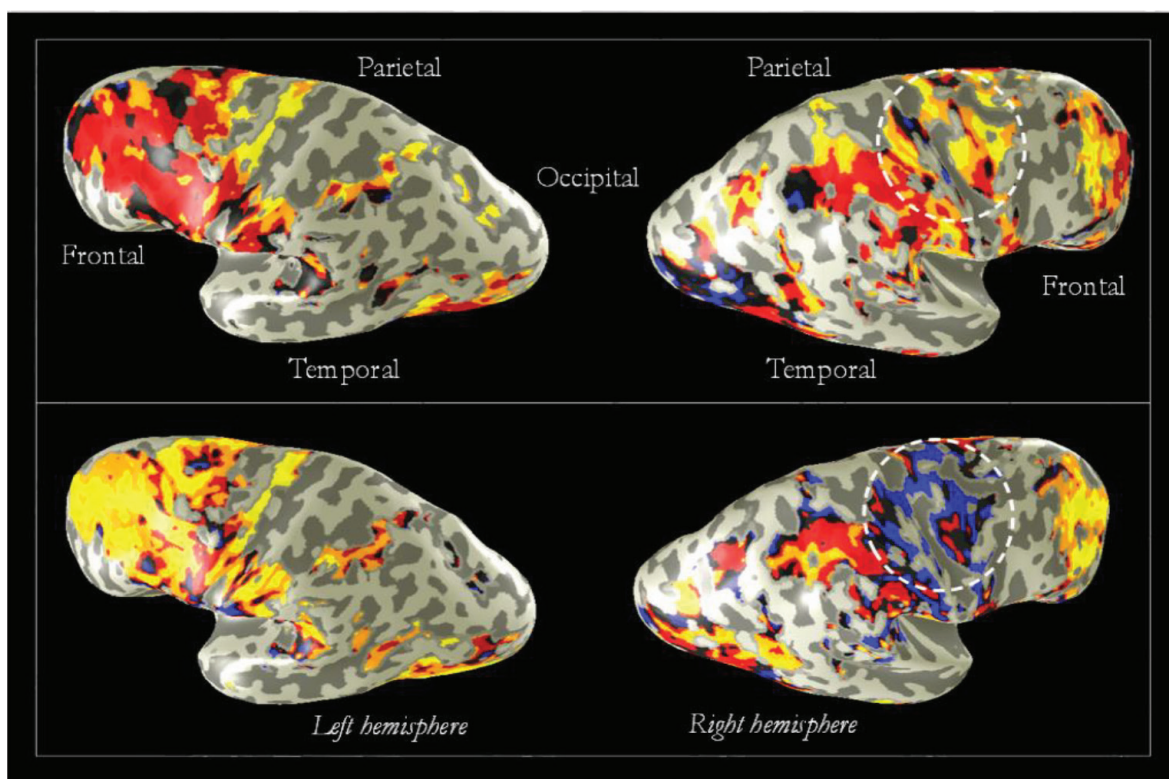 Parietal
Parietal
Occipital
Frontal
Frontal
Temporal
Temporal
Left hemisphere
Right hemisphere